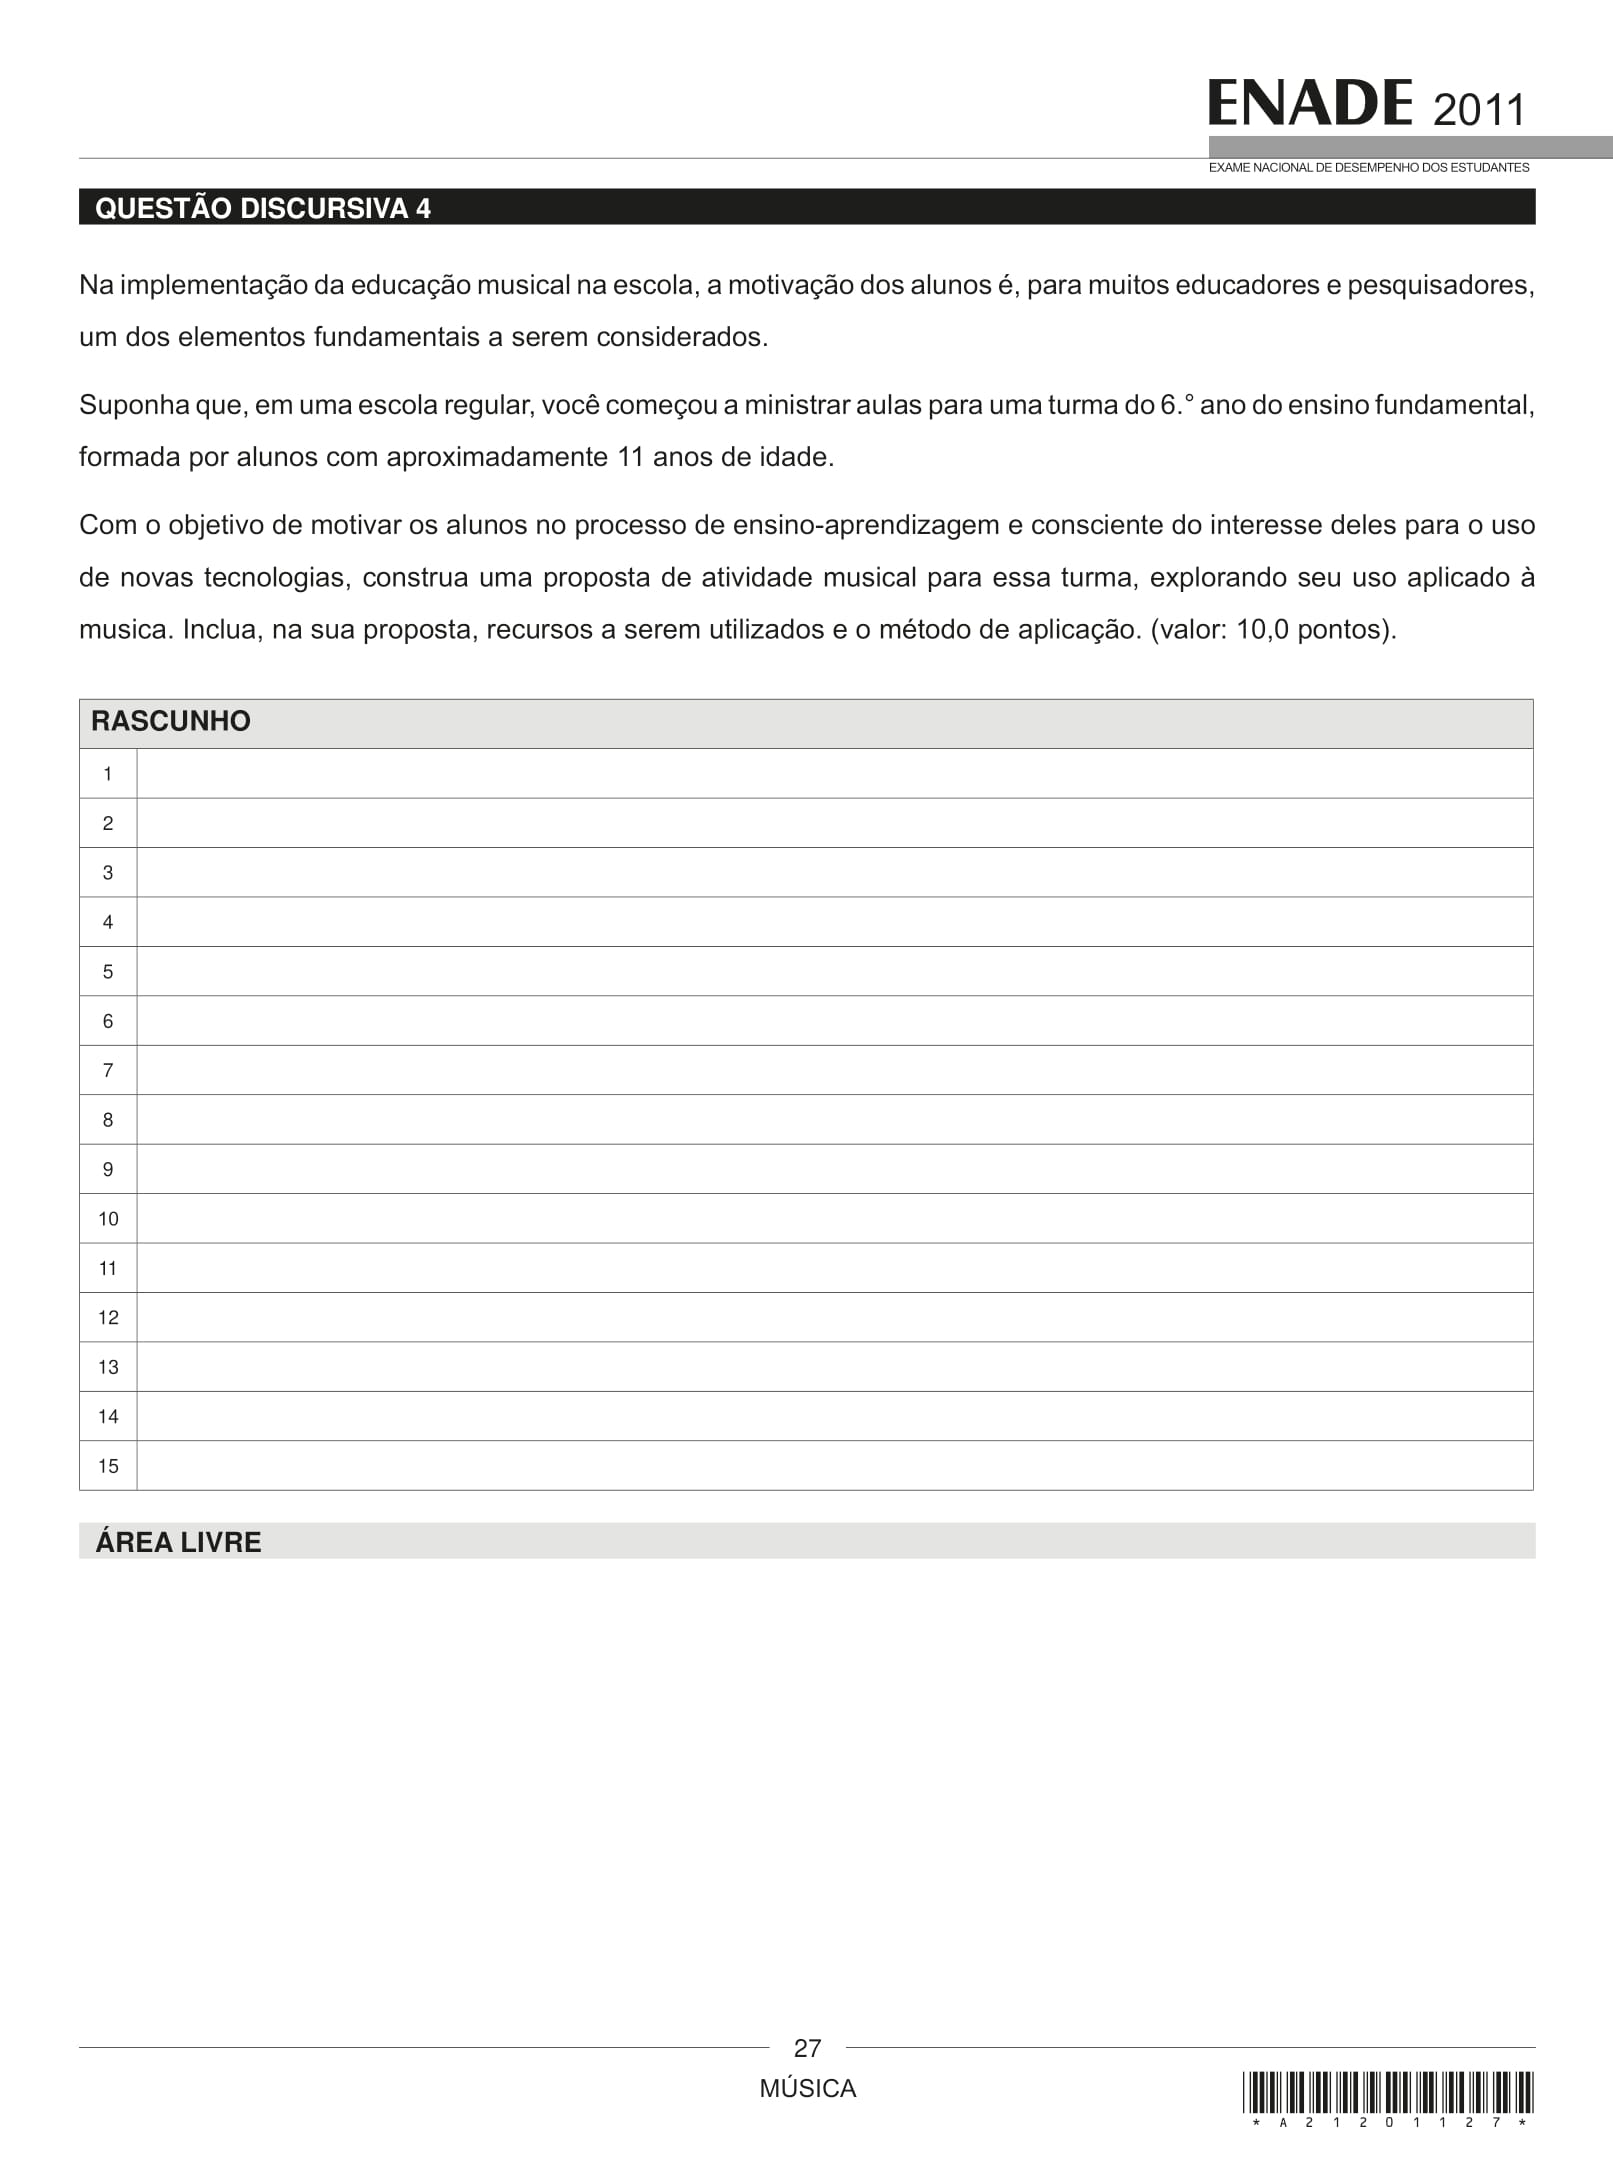 ENADE 2011
EXAME NACIONAL DE DESEMPENHO DOS ESTUDANTES
QUESTÃO DISCURSIVA 4
Na implementação da educação musical na escola, a motivação dos alunos é, para muitos educadores e pesquisadores,
um dos elementos fundamentais a serem considerados.
Suponha que, em uma escola regular, você começou a ministrar aulas para uma turma do 6.° ano do ensino fundamental,
formada por alunos com aproximadamente 11 anos de idade.
Com o objetivo de motivar os alunos no processo de ensino-aprendizagem e consciente do interesse deles para o uso
de novas tecnologias, construa uma proposta de atividade musical para essa turma, explorando seu uso aplicado à
musica. Inclua, na sua proposta, recursos a serem utilizados e o método de aplicação. (valor: 10,0 pontos).
RASCUNHO
1
2
3
4
5
6
7
8
9
10
11
12
13
14
15
ÁREA LIVRE
27
MÚSICA
* A 2 1 2 0 1 1 2 7 *